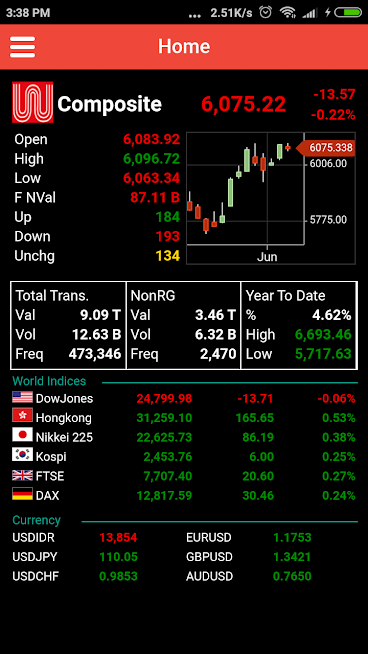 3:38 PM ... 2.51K/s
Home
Composite 6,075.22 -13.57
-0.22%
Open 6,083.92
High 6,096.72
Low 6,063.34
F NVal 87.11 B
Up 184
Down 193
Unchg 134
6075.338
6006.00
5775.00
Jun
Total Trans. NonRG Year To Date
Val 9.09 T Val 3.46 T % 4.62%
Vol 12.63 B Vol 6.32 B High 6,693.46
Freq 473,346 Freq 2,470 Low 5,717.63
World Indices
DowJones 24,799.98 -13.71 -0.06%
Hongkong 31,259.10 165.65 0.53%
Nikkei 225 22,625.73 86.19 0.38%
Kospi 2,453.76 6.00 0.25%
FTSE 7,707.40 20.60 0.27%
DAX 12,817.59 30.46 0.24%
Currency
USDIDR 13,854 EURUSD 1.1753
USDJPY 110.05 GBPUSD 1.3421
USDCHF 0.9853 AUDUSD 0.7650